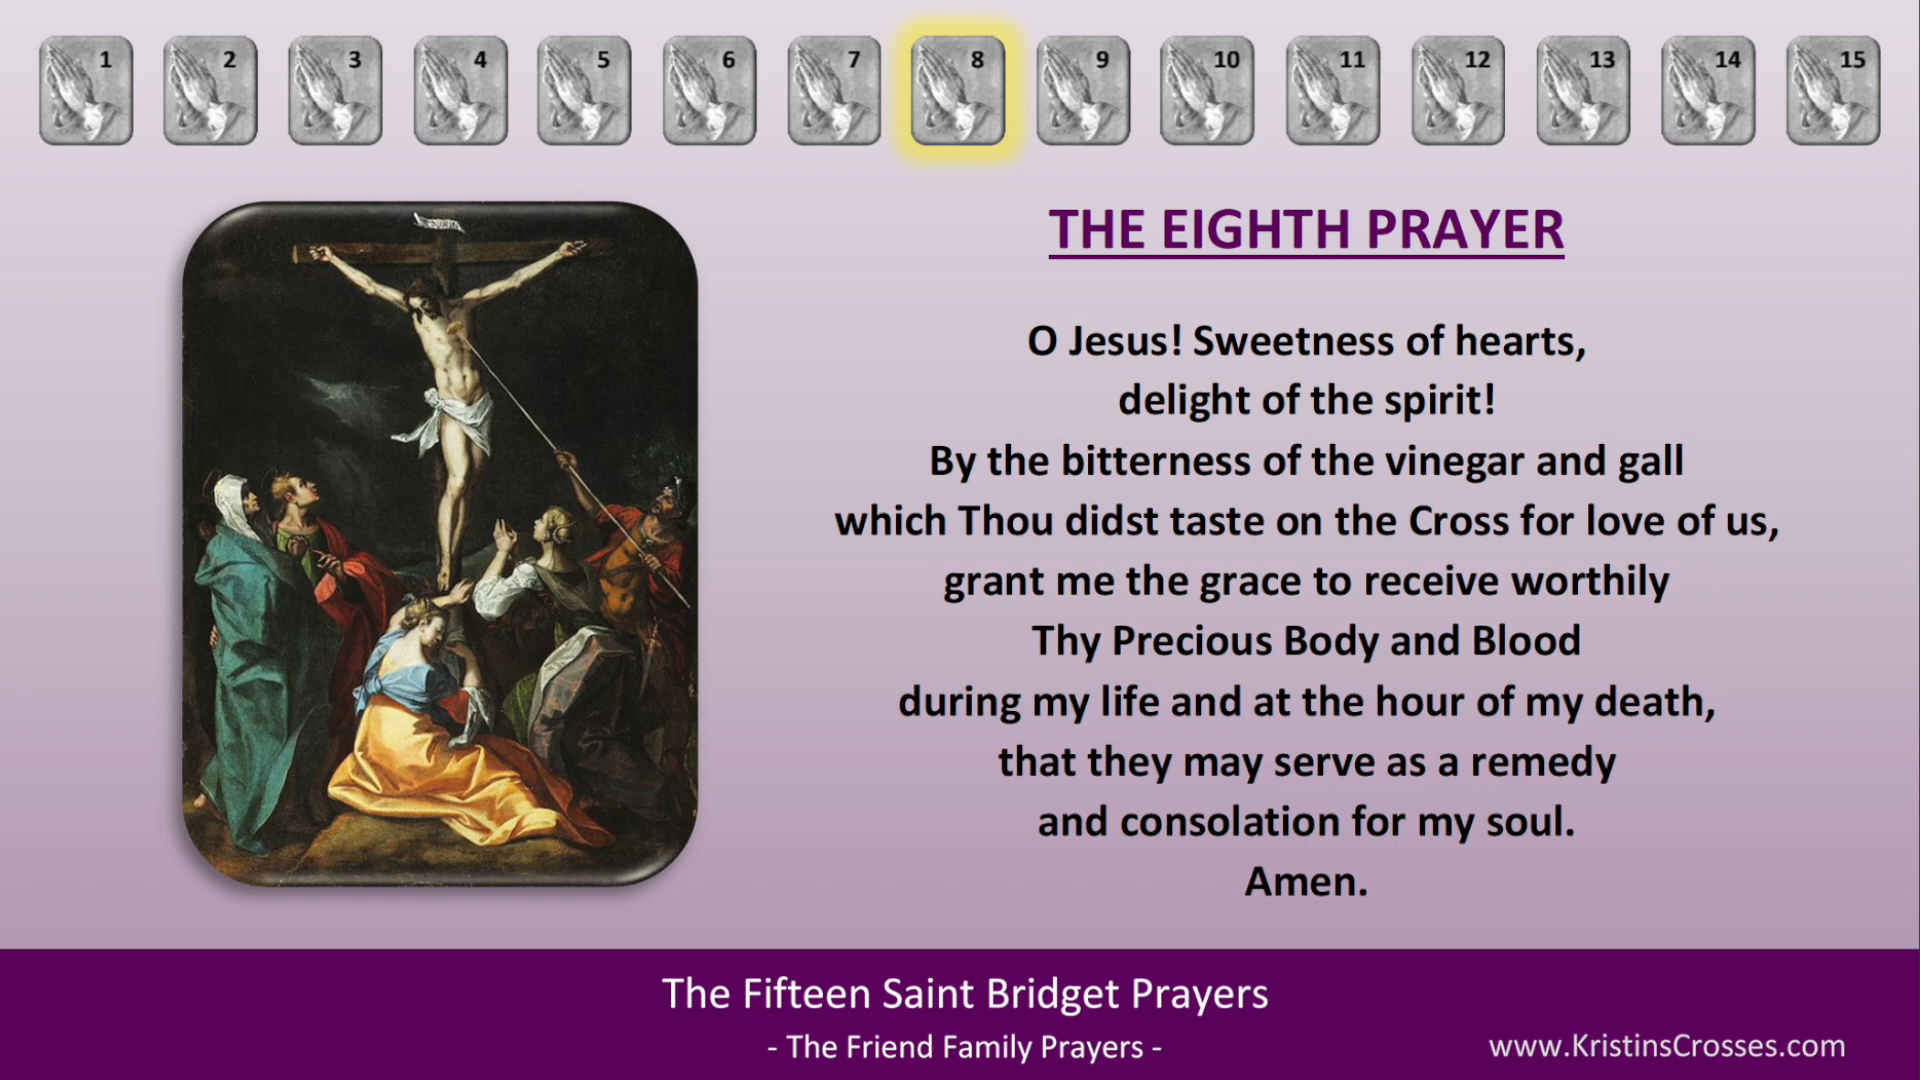 1 2 3 4 5 6 7 8 9 10 11 12 13 14 15
THE EIGHTH PRAYER
O Jesus! Sweetness of hearts,
delight of the spirit!
By the bitterness of the vinegar and gall
which Thou didst taste on the Cross for love of us,
grant me the grace to receive worthily
Thy Precious Body and Blood
during my life and at the hour of my death,
that they may serve as a remedy
and consolation for my soul.
Amen.
The Fifteen Saint Bridget Prayers
- The Friend Family Prayers -
www.KristinsCrosses.com